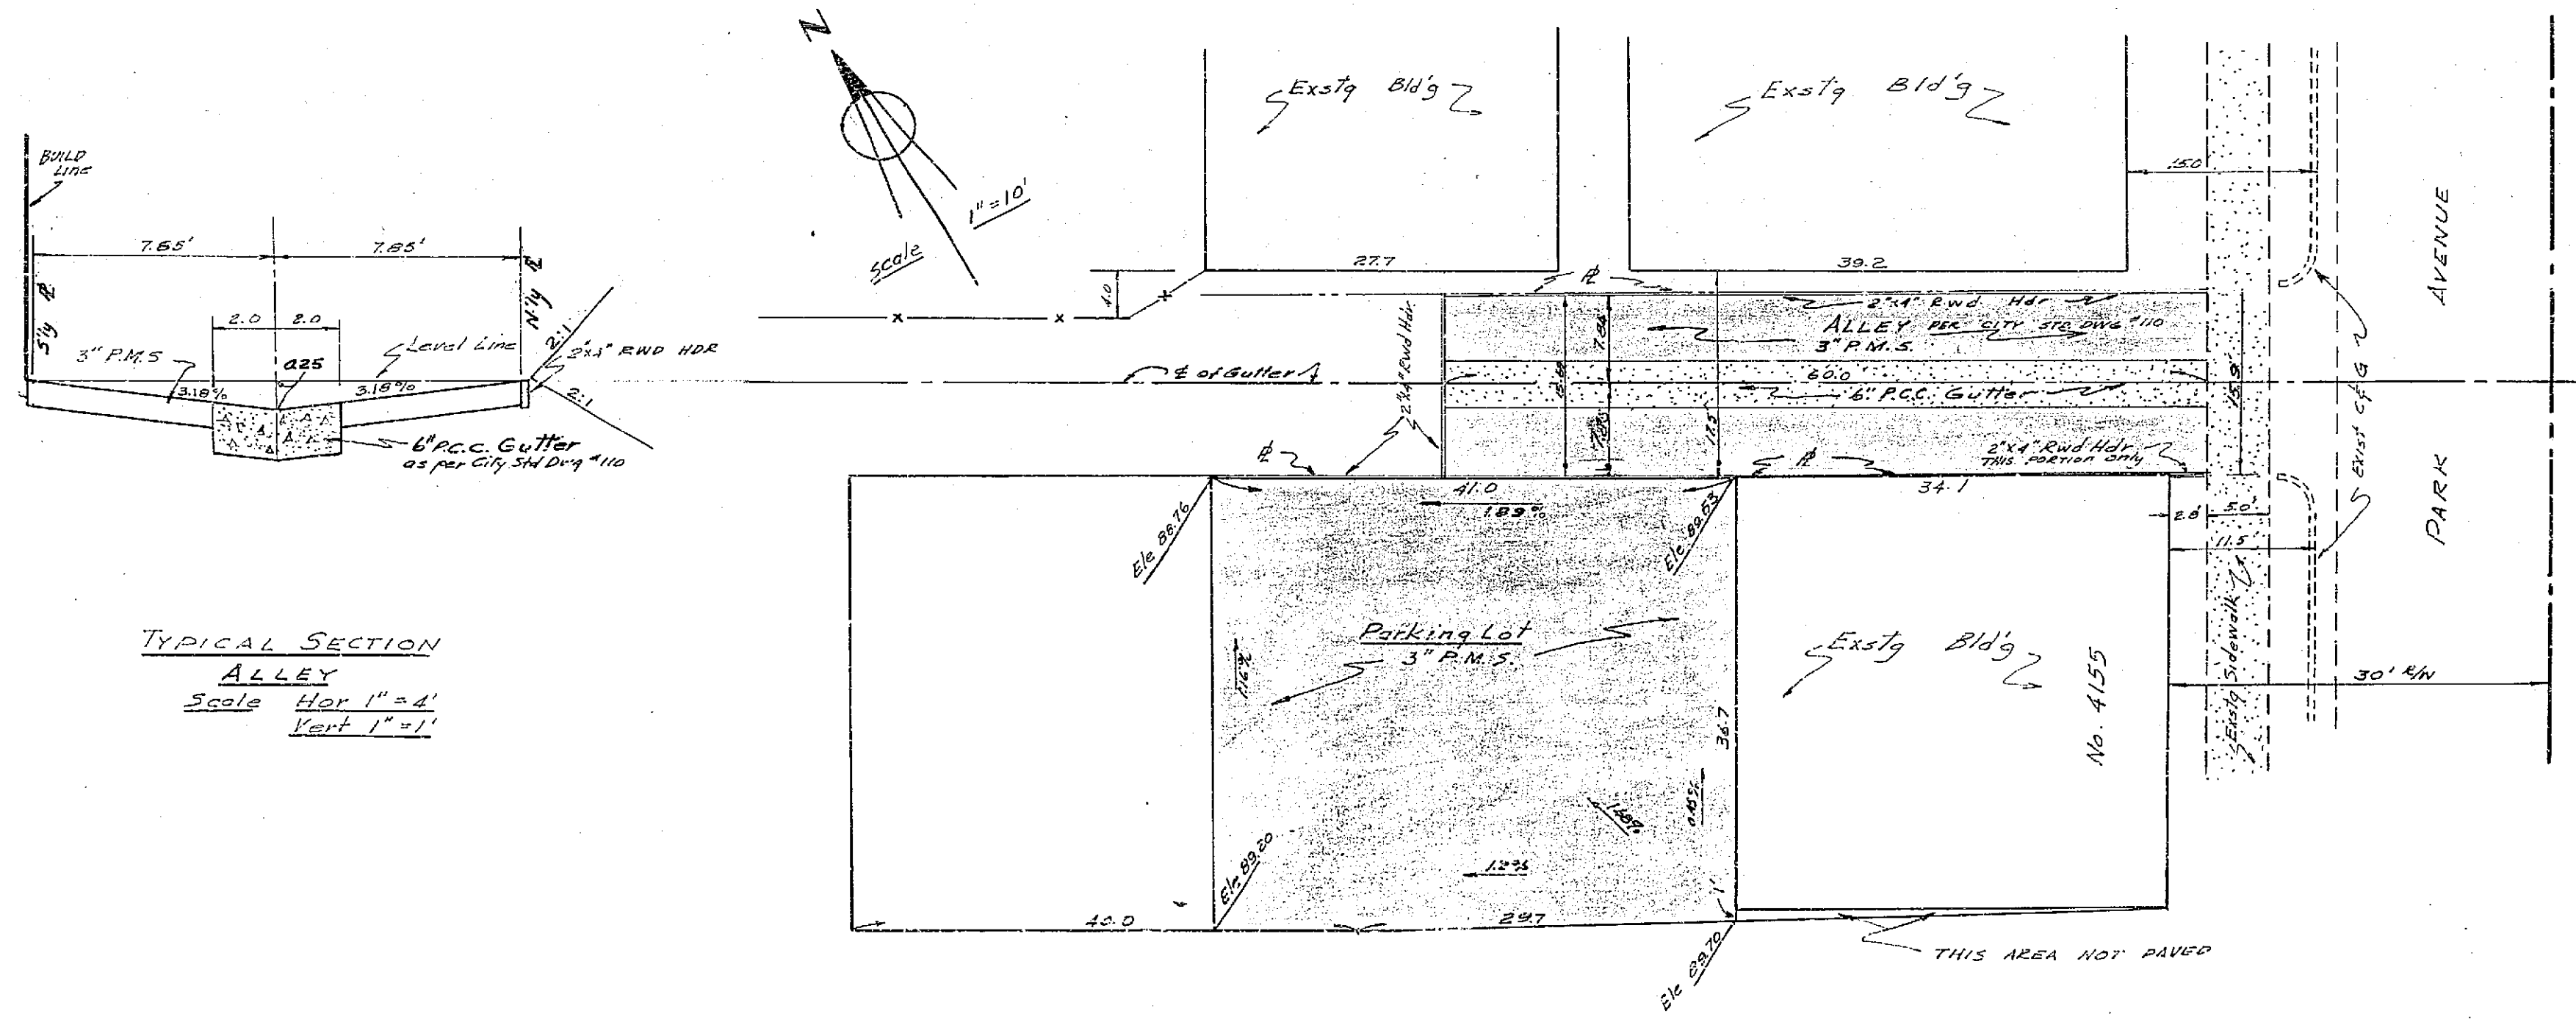 BUILD
LINE
7.65'
7.85'
S'ly ℞
N'ly ℞
2.0 2.0
3" P.M.S
0.25
Level Line
2:1
2"x4" RWD HDR
3.18%
3.18%
2:1
6" P.C.C. Gutter
as per City Std Dwg #110
TYPICAL SECTION
ALLEY
Scale Hor 1"=4'
Vert 1"=1'
N
scale
1"=10'
Exstg Bld'g
Exstg Bld'g
15.0'
27.7
39.2
4.0
2"x4" Rwd Hdr
ALLEY PER CITY STD DWG #110
3" P.M.S.
2"x4" Rwd Hdr.
℄ of Gutter
60.0'
6" P.C.C. Gutter
17.5'
15.9'
2"x4" Rwd Hdr
THIS PORTION only
41.0
1.89%
34.1
Ele 88.76
Ele 89.53
2.8' 5.0'
11.5'
Exist C & G
AVENUE
PARK
Parking Lot
3" P.M.S.
1.16%
36.7
Exstg Bld'g
No. 4155
Exstg Sidewalk
30' R/W
Ele 89.20
1'
40.0
29.7
Ele 89.70
THIS AREA NOT PAVED